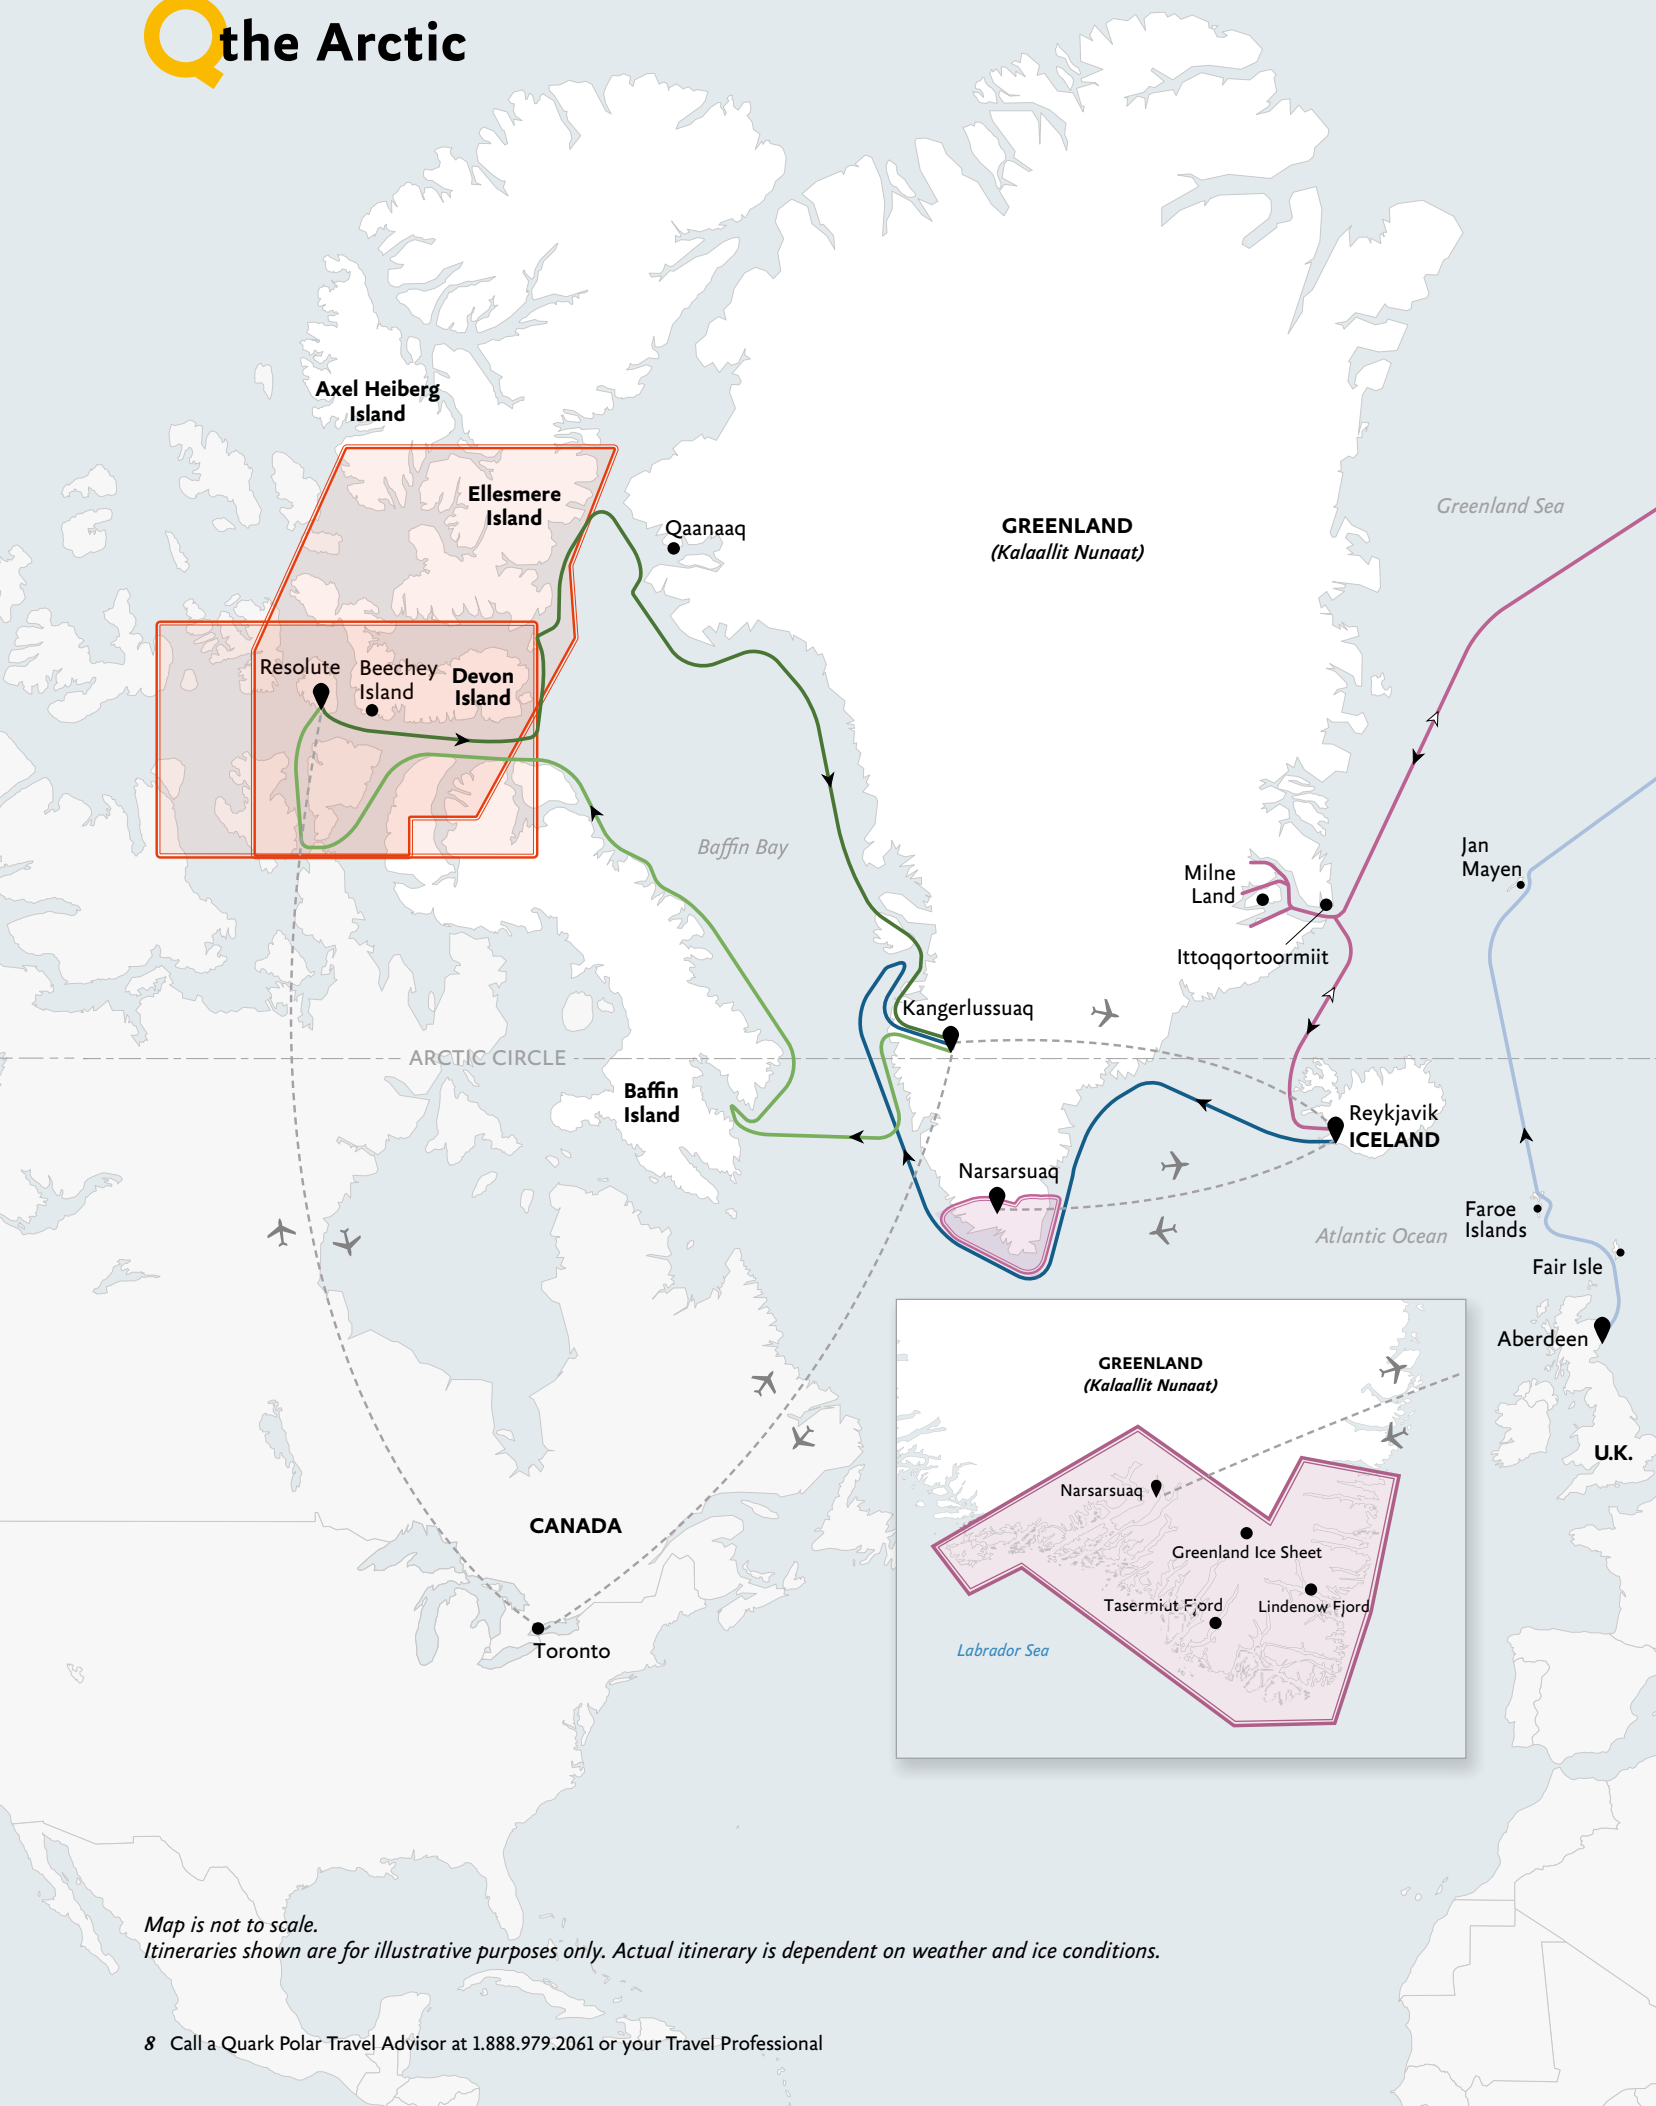 Q the Arctic
Axel Heiberg
Island
Ellesmere
Island
Qaanaaq
GREENLAND
(Kalaallit Nunaat)
Greenland Sea
Resolute
Beechey
Island
Devon
Island
Baffin Bay
Jan
Mayen
Milne
Land
Ittoqqortoormiit
Kangerlussuaq
ARCTIC CIRCLE
Baffin
Island
Reykjavik
ICELAND
Narsarsuaq
Faroe
Islands
Atlantic Ocean
Fair Isle
Aberdeen
GREENLAND
(Kalaallit Nunaat)
U.K.
Narsarsuaq
CANADA
Greenland Ice Sheet
Tasermiut Fjord
Lindenow Fjord
Labrador Sea
Toronto
Map is not to scale.
Itineraries shown are for illustrative purposes only. Actual itinerary is dependent on weather and ice conditions.
8 Call a Quark Polar Travel Advisor at 1.888.979.2061 or your Travel Professional